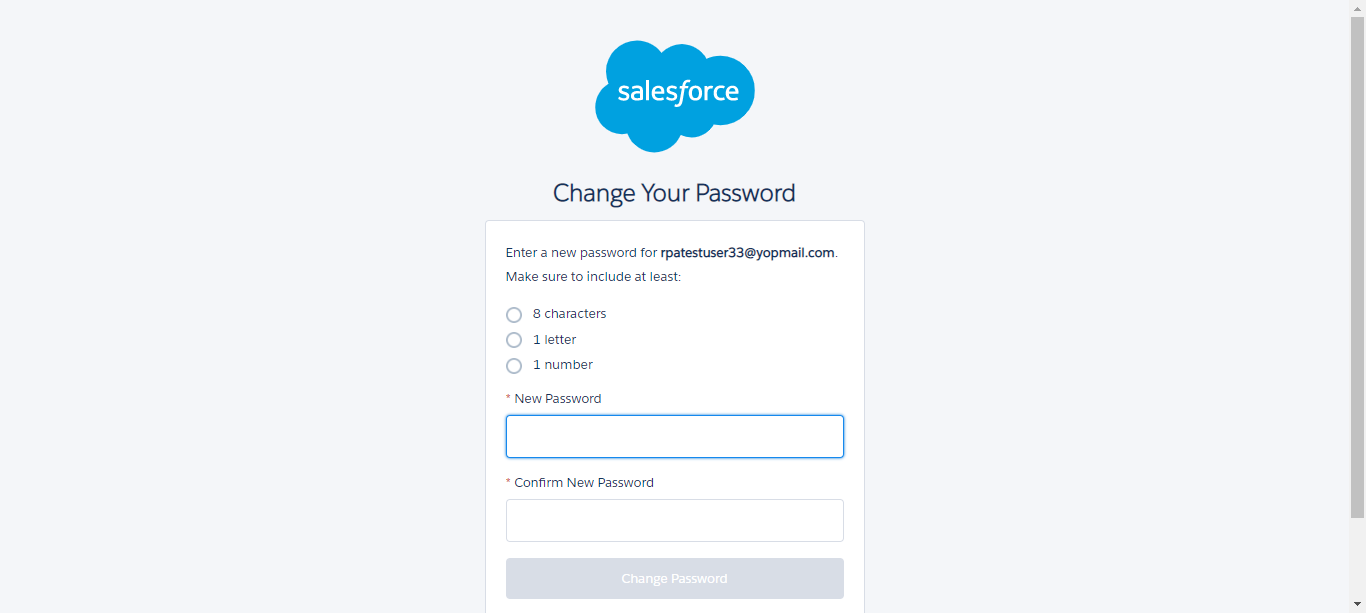 salesforce
Change Your Password
Enter a new password for rpatestuser33@yopmail.com.
Make sure to include at least:
8 characters
1 letter
1 number
* New Password
* Confirm New Password
Change Password